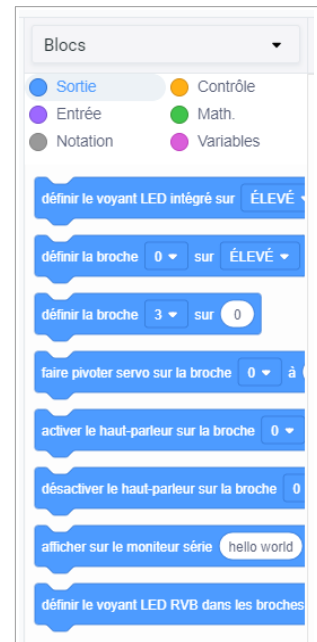 Blocs
Sortie Contrôle
Entrée Math.
Notation Variables
définir le voyant LED intégré sur ÉLEVÉ
définir la broche 0 sur ÉLEVÉ
définir la broche 3 sur 0
faire pivoter servo sur la broche 0 à
activer le haut-parleur sur la broche 0
désactiver le haut-parleur sur la broche 0
afficher sur le moniteur série hello world
définir le voyant LED RVB dans les broches